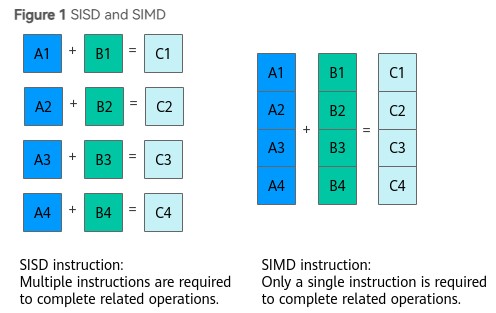 Figure 1 SISD and SIMD
A1 + B1 = C1
A2 + B2 = C2
A3 + B3 = C3
A4 + B4 = C4
SISD instruction:
Multiple instructions are required
to complete related operations.
A1 B1 C1
A2 B2 C2
+ =
A3 B3 C3
A4 B4 C4
SIMD instruction:
Only a single instruction is required
to complete related operations.